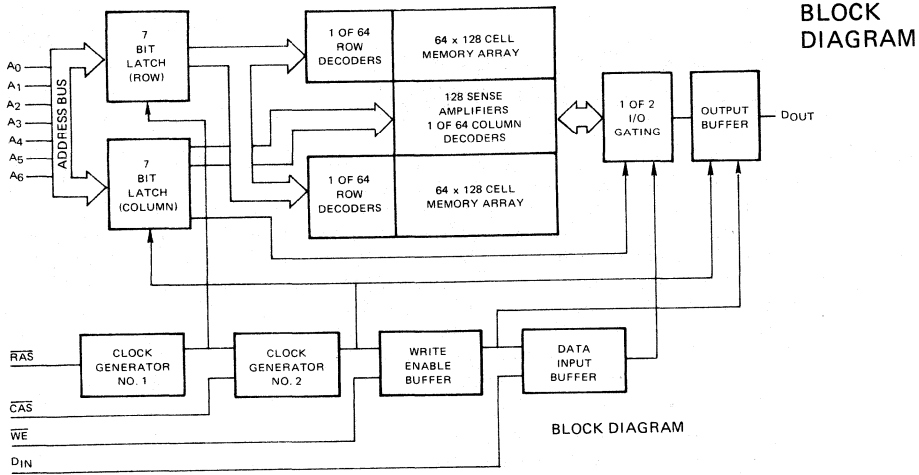 BLOCK
DIAGRAM
7
BIT
LATCH
(ROW)
1 OF 64
ROW
DECODERS
64 x 128 CELL
MEMORY ARRAY
A0
A1
A2
A3
A4
A5
A6
ADDRESS BUS
128 SENSE
AMPLIFIERS
1 OF 64 COLUMN
DECODERS
1 OF 2
I/O
GATING
OUTPUT
BUFFER
DOUT
7
BIT
LATCH
(COLUMN)
1 OF 64
ROW
DECODERS
64 x 128 CELL
MEMORY ARRAY
RAS
CLOCK
GENERATOR
NO. 1
CLOCK
GENERATOR
NO. 2
WRITE
ENABLE
BUFFER
DATA
INPUT
BUFFER
CAS
WE
DIN
BLOCK DIAGRAM